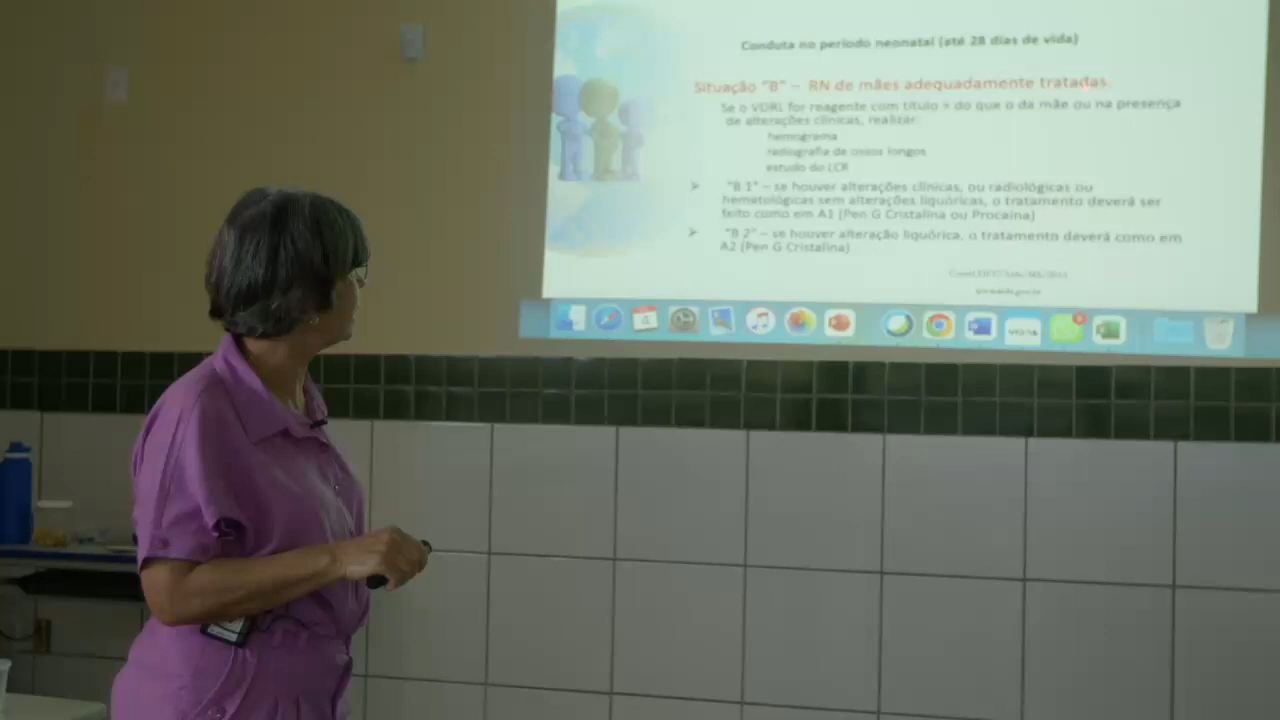 Conduta no período neonatal (até 28 dias de vida)
Situação "B" – RN de mães adequadamente tratadas.
Se o VDRL for reagente com título > do que o da mãe ou na presença
de alterações clínicas, realizar:
hemograma
radiografia de ossos longos
estudo do LCR
➤ "B 1" – se houver alterações clínicas, ou radiológicas ou
hematológicas sem alterações liquóricas, o tratamento deverá ser
feito como em A1 (Pen G Cristalina ou Procaína)
➤ "B 2" – se houver alteração liquórica, o tratamento deverá como em
A2 (Pen G Cristalina)
4